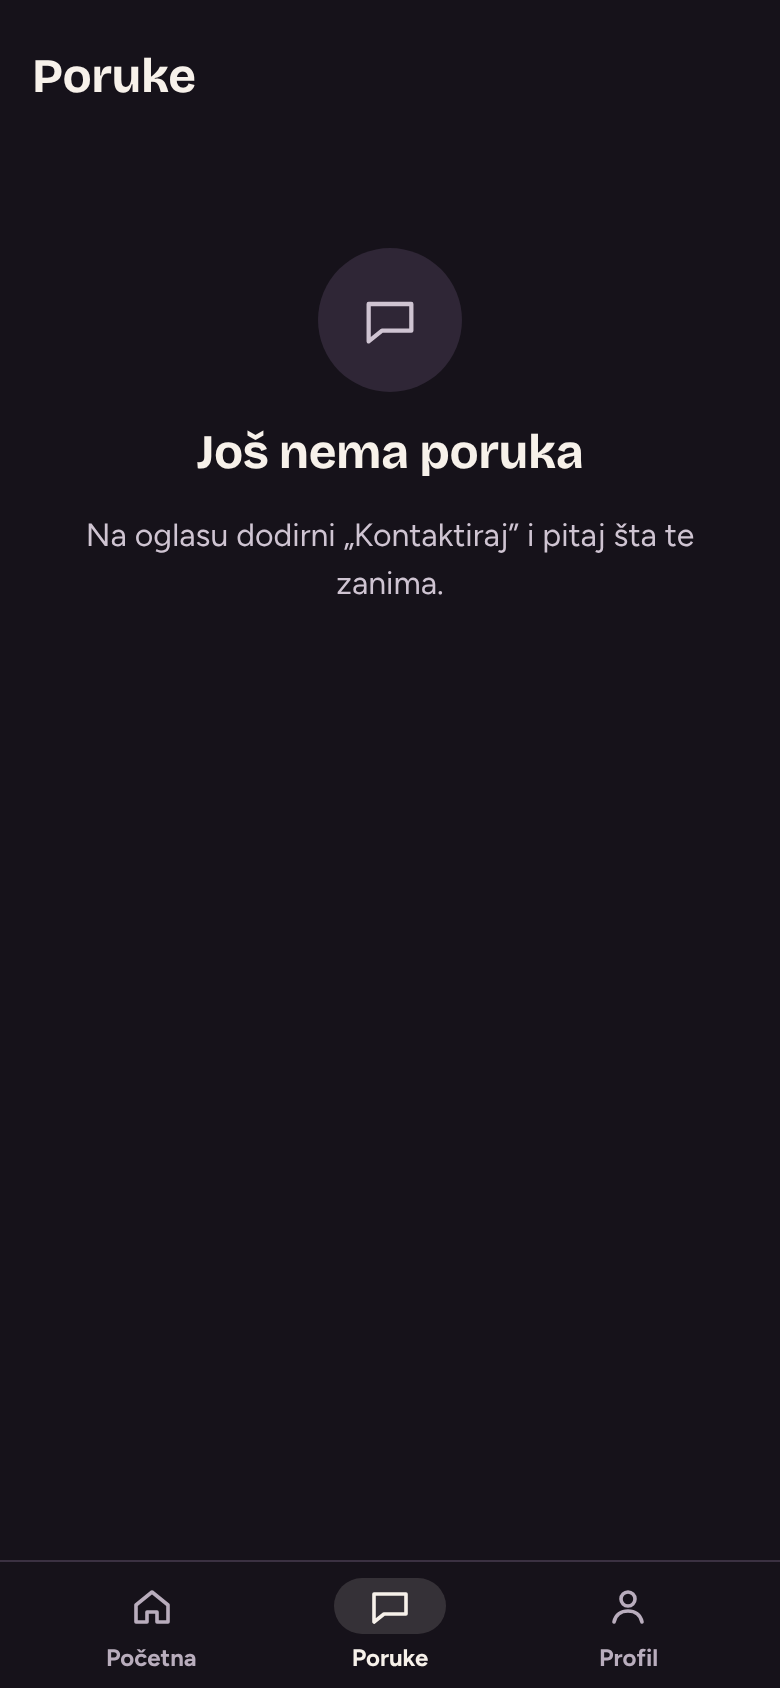 Poruke
Još nema poruka
Na oglasu dodirni „Kontaktiraj” i pitaj šta te
zanima.
Početna
Poruke
Profil